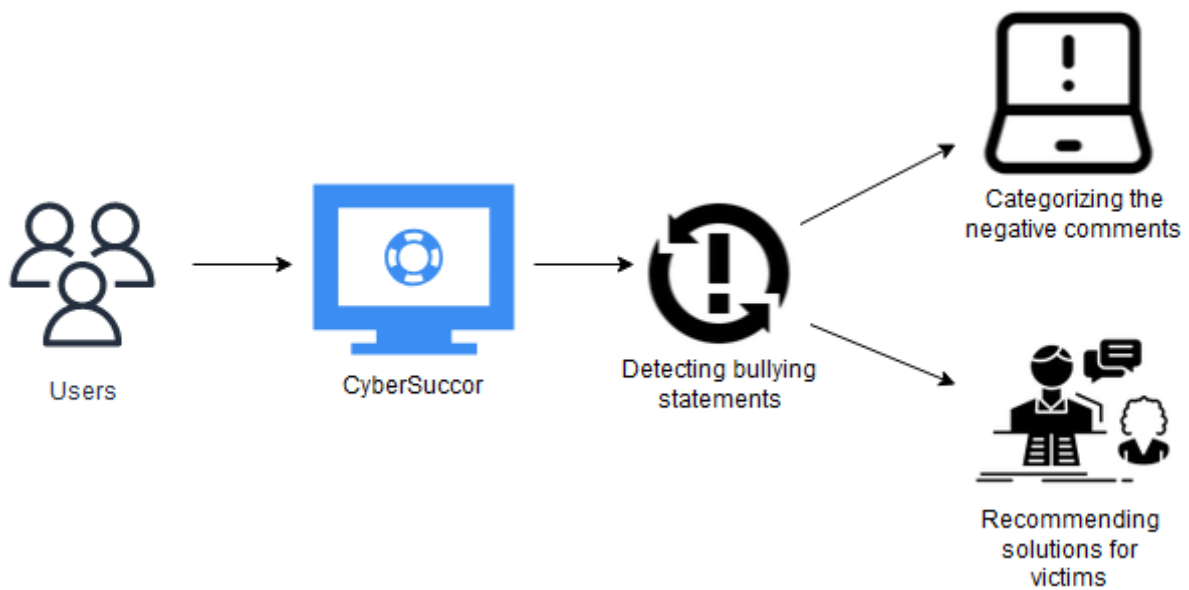 Users
CyberSuccor
Detecting bullying
statements
Categorizing the
negative comments
Recommending
solutions for
victims